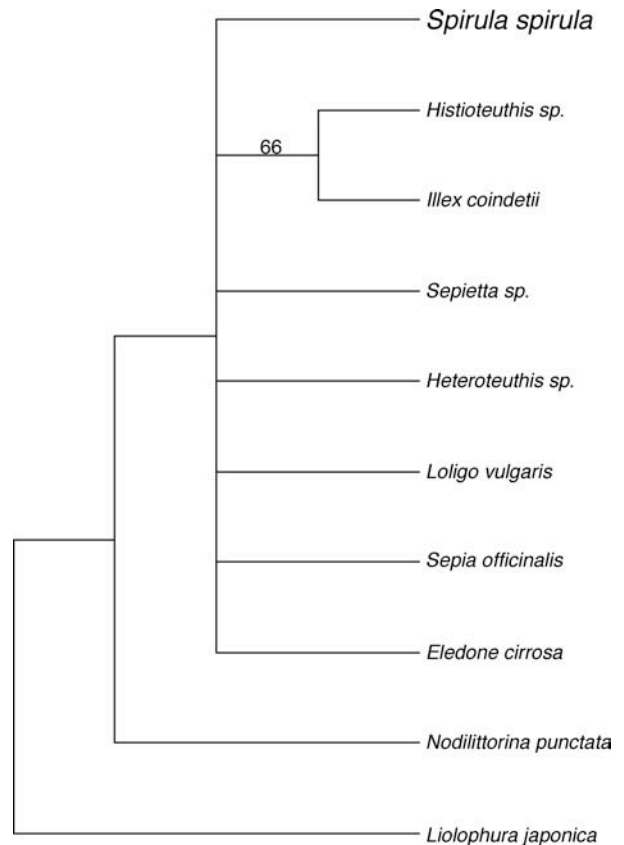 Spirula spirula
Histioteuthis sp.
66
Illex coindetii
Sepietta sp.
Heteroteuthis sp.
Loligo vulgaris
Sepia officinalis
Eledone cirrosa
Nodilittorina punctata
Liolophura japonica